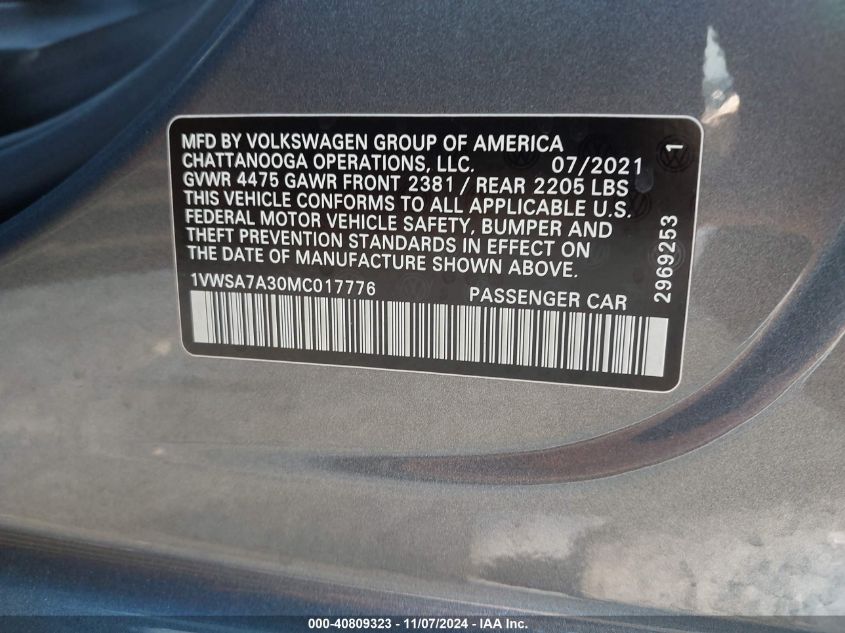 MFD BY VOLKSWAGEN GROUP OF AMERICA
CHATTANOOGA OPERATIONS, LLC. 07/2021
GVWR 4475 GAWR FRONT 2381 / REAR 2205 LBS
THIS VEHICLE CONFORMS TO ALL APPLICABLE U.S.
FEDERAL MOTOR VEHICLE SAFETY, BUMPER AND
THEFT PREVENTION STANDARDS IN EFFECT ON
THE DATE OF MANUFACTURE SHOWN ABOVE.
1VWSA7A30MC017776 PASSENGER CAR
2969253 1
000-40809323 - 11/07/2024 - IAAI Inc.